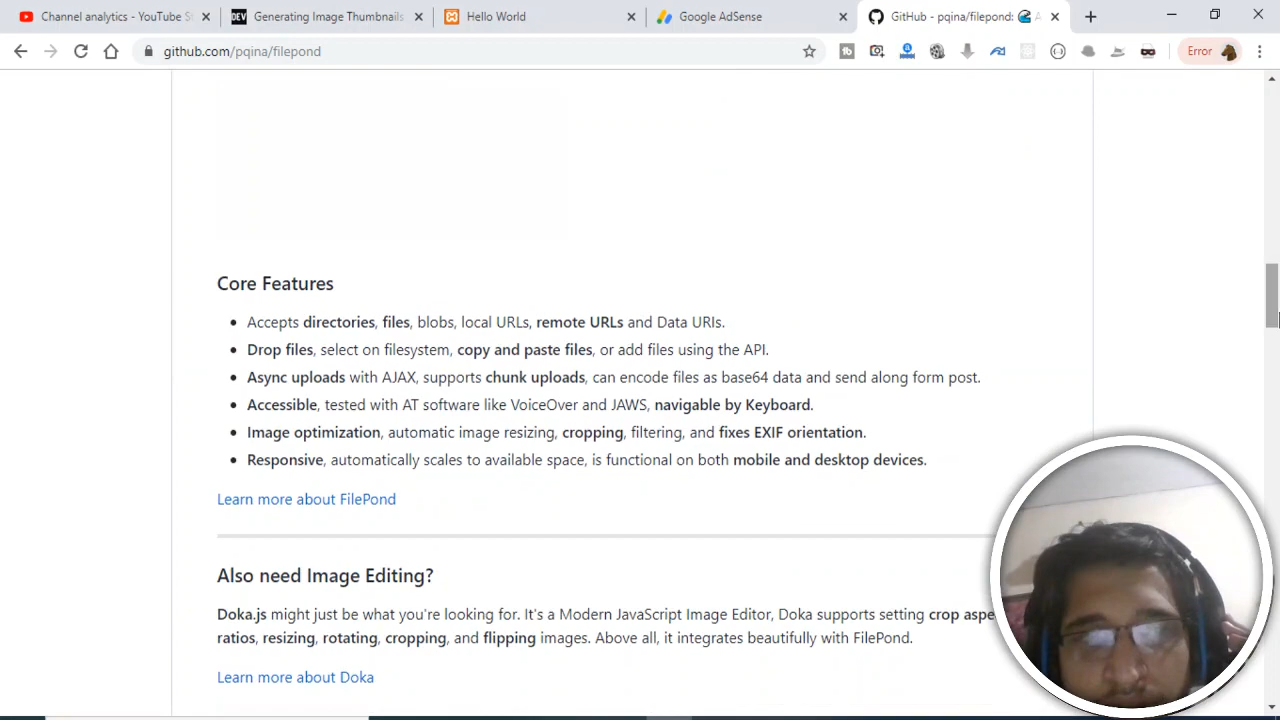 Channel analytics - YouTube S
Generating Image Thumbnails
Hello World
Google AdSense
GitHub - pqina/filepond:
DEV
github.com/pqina/filepond
Error
Core Features
Accepts directories, files, blobs, local URLs, remote URLs and Data URIs.
Drop files, select on filesystem, copy and paste files, or add files using the API.
Async uploads with AJAX, supports chunk uploads, can encode files as base64 data and send along form post.
Accessible, tested with AT software like VoiceOver and JAWS, navigable by Keyboard.
Image optimization, automatic image resizing, cropping, filtering, and fixes EXIF orientation.
Responsive, automatically scales to available space, is functional on both mobile and desktop devices.
Learn more about FilePond
Also need Image Editing?
Doka.js might just be what you're looking for. It's a Modern JavaScript Image Editor, Doka supports setting crop aspe
ratios, resizing, rotating, cropping, and flipping images. Above all, it integrates beautifully with FilePond.
Learn more about Doka